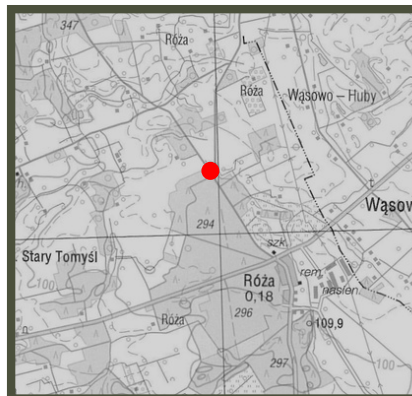 347
Róża
Róża
Wąsowo – Huby
Wąsow
294
szk.
Stary Tomyśl
Róża
0,18
rem.
nasien.
100
100
Róża
296
109,9
297